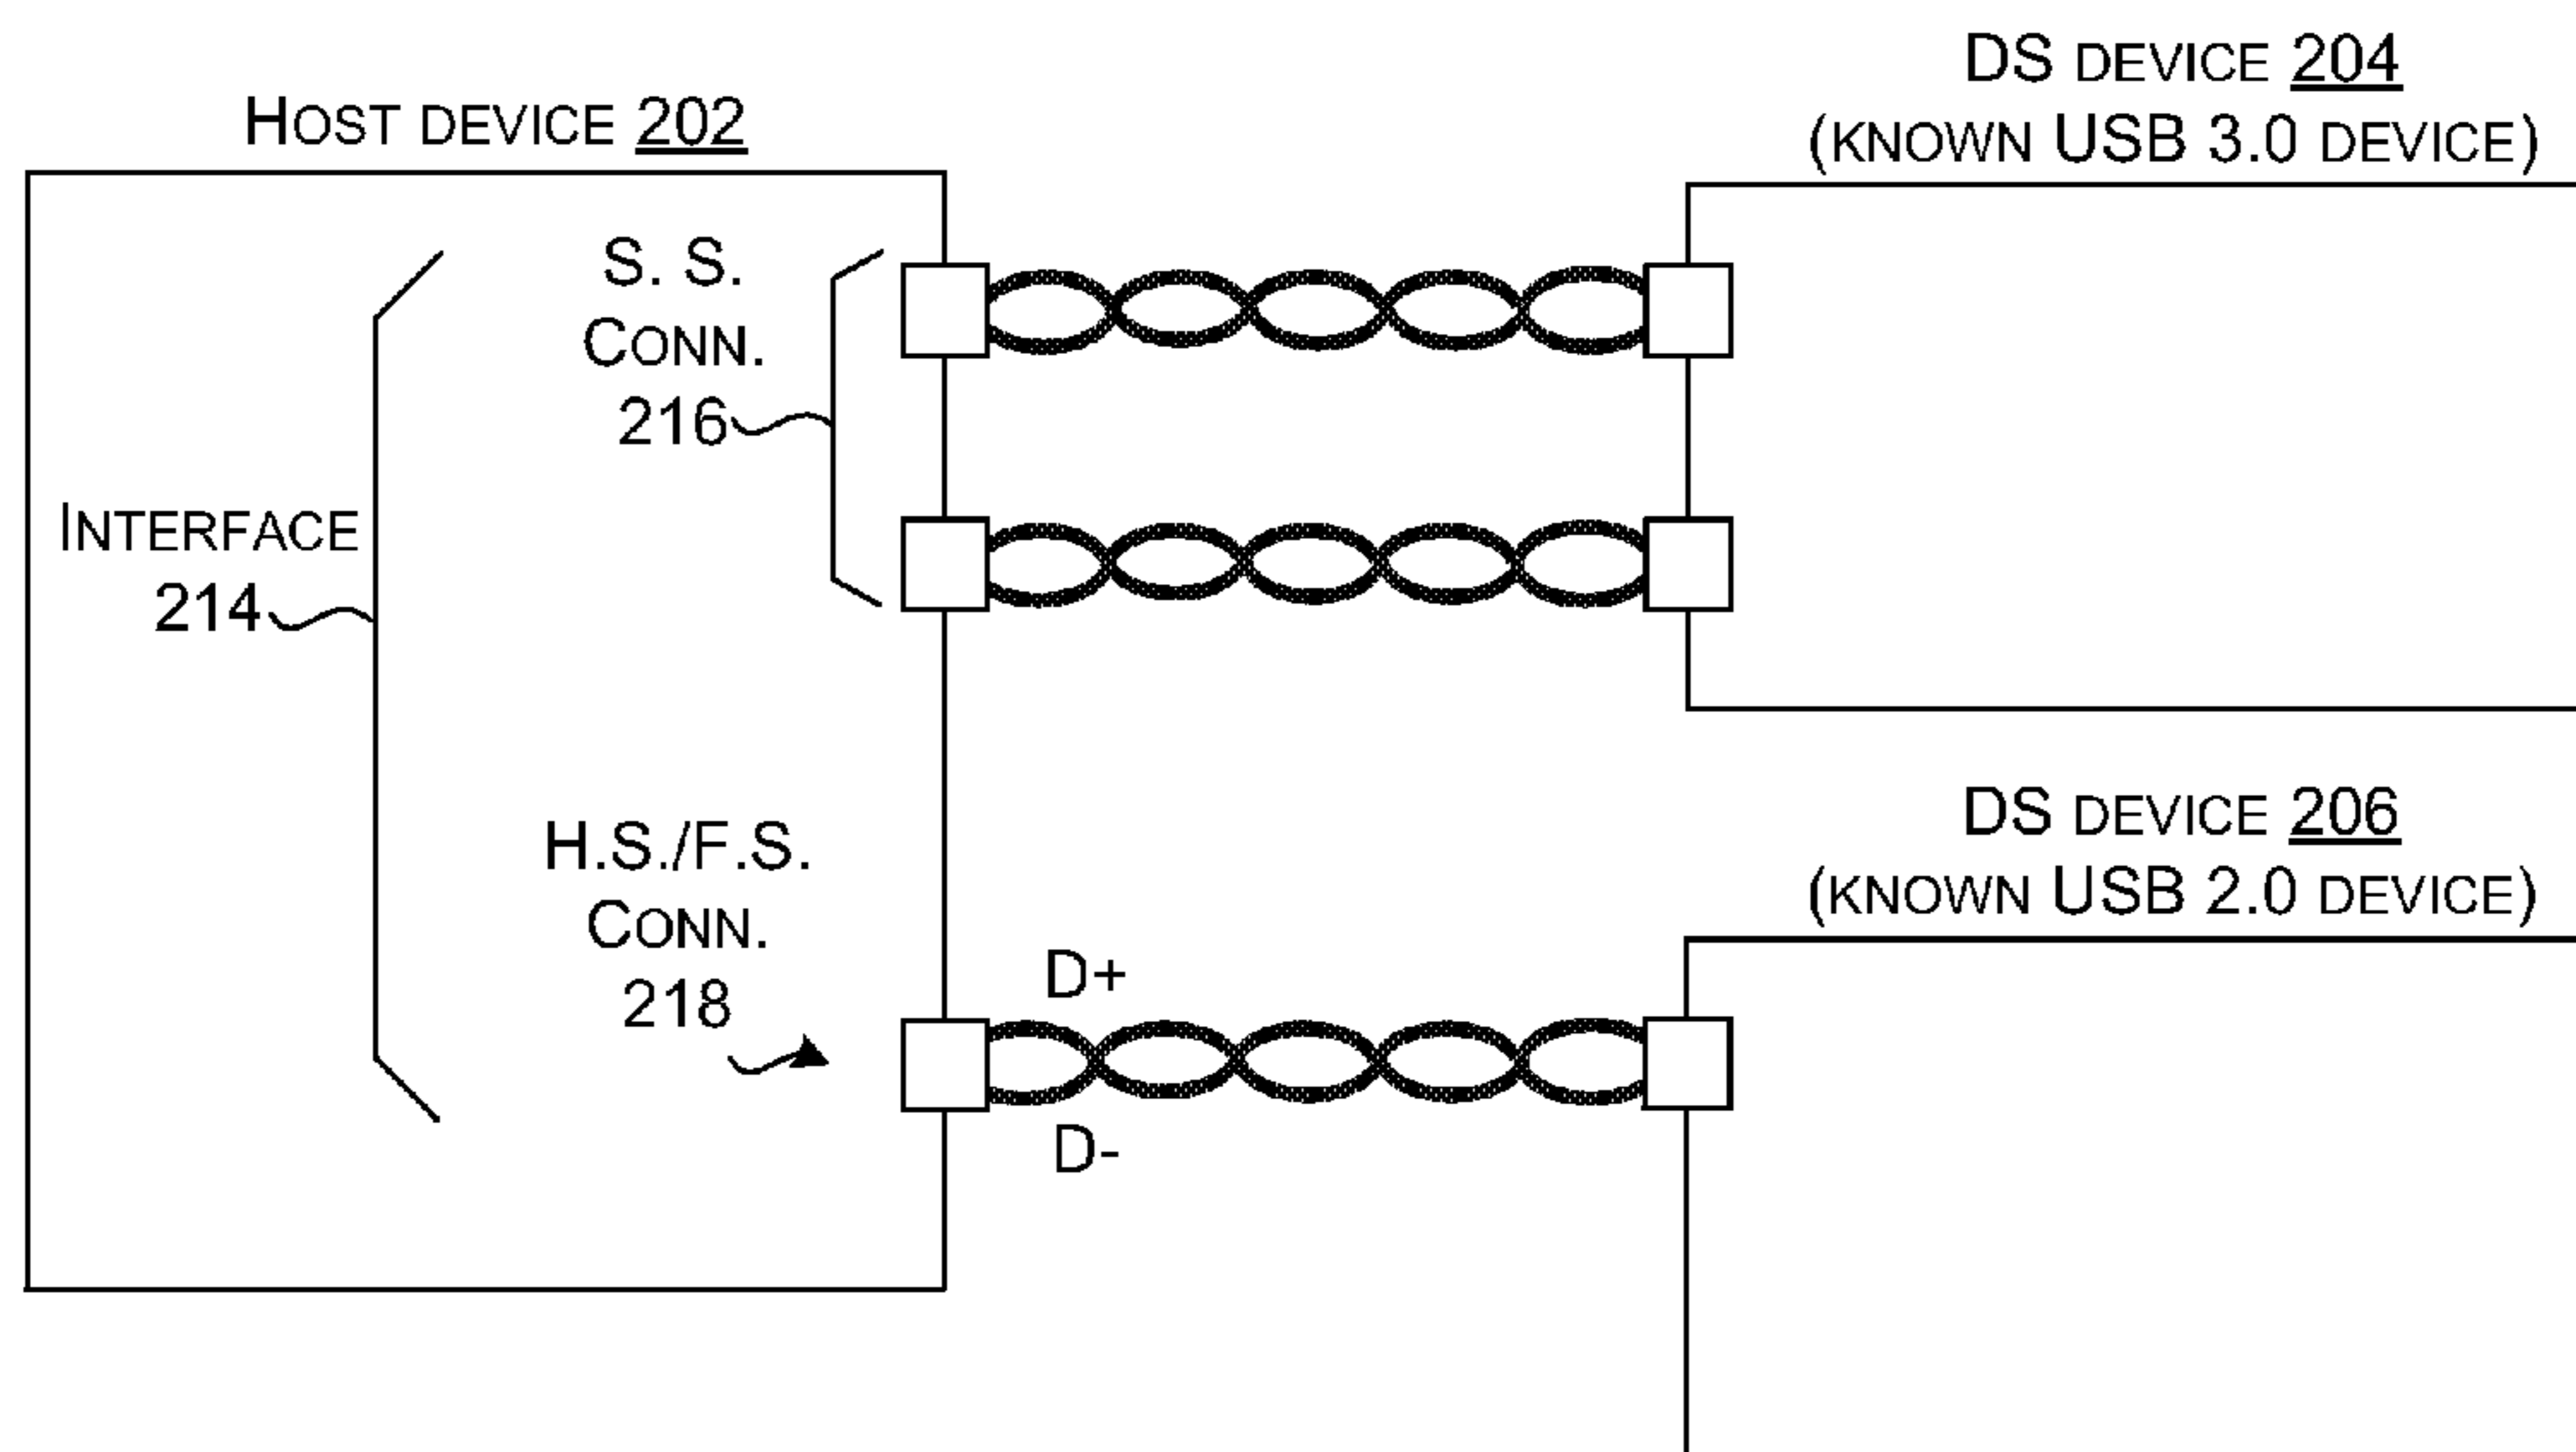 HOST DEVICE 202
S. S.
CONN.
216
INTERFACE
214
H.S./F.S.
CONN.
218
D+
D-
DS DEVICE 204
(KNOWN USB 3.0 DEVICE)
DS DEVICE 206
(KNOWN USB 2.0 DEVICE)